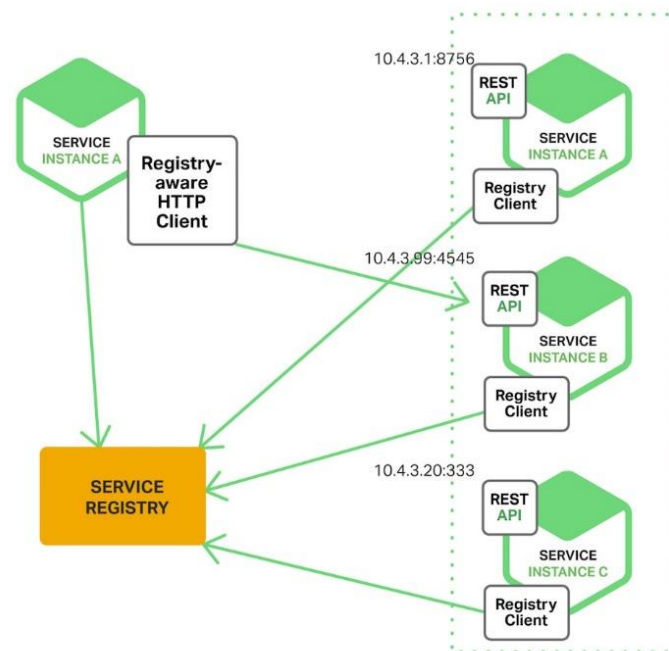 SERVICE
INSTANCE A
Registry-
aware
HTTP
Client
SERVICE
REGISTRY
10.4.3.1:8756
REST
API
SERVICE
INSTANCE A
Registry
Client
10.4.3.99:4545
REST
API
SERVICE
INSTANCE B
Registry
Client
10.4.3.20:333
REST
API
SERVICE
INSTANCE C
Registry
Client